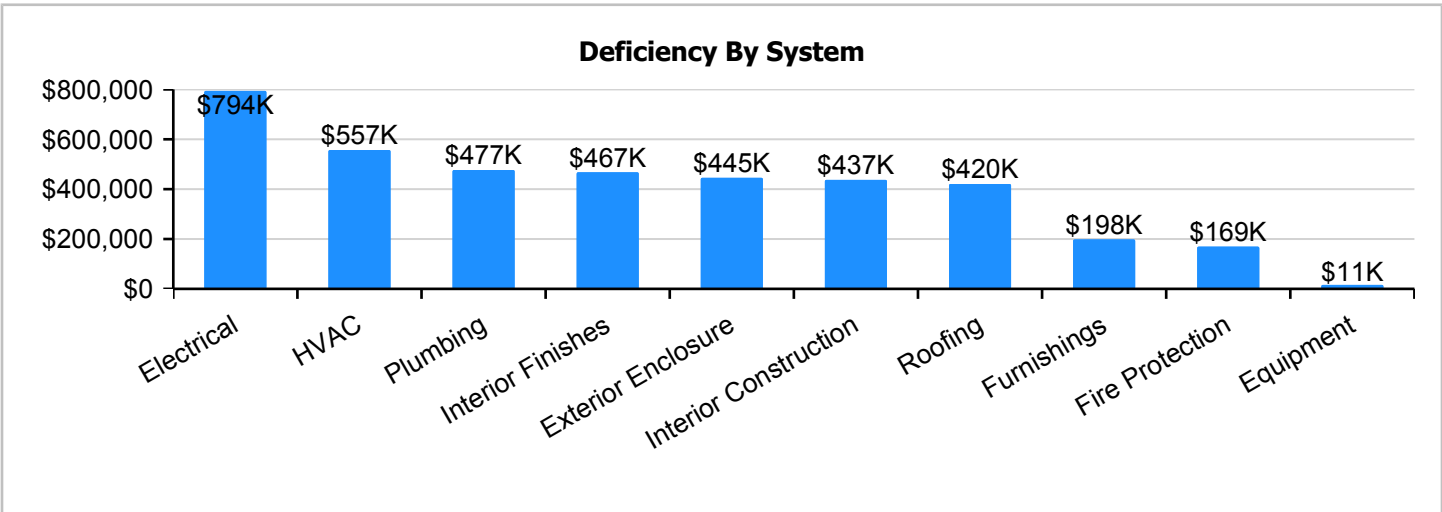 Deficiency By System
$800,000
$600,000
$400,000
$200,000
$0
$794K
$557K
$477K
$467K
$445K
$437K
$420K
$198K
$169K
$11K
Electrical
HVAC
Plumbing
Interior Finishes
Exterior Enclosure
Interior Construction
Roofing
Furnishings
Fire Protection
Equipment